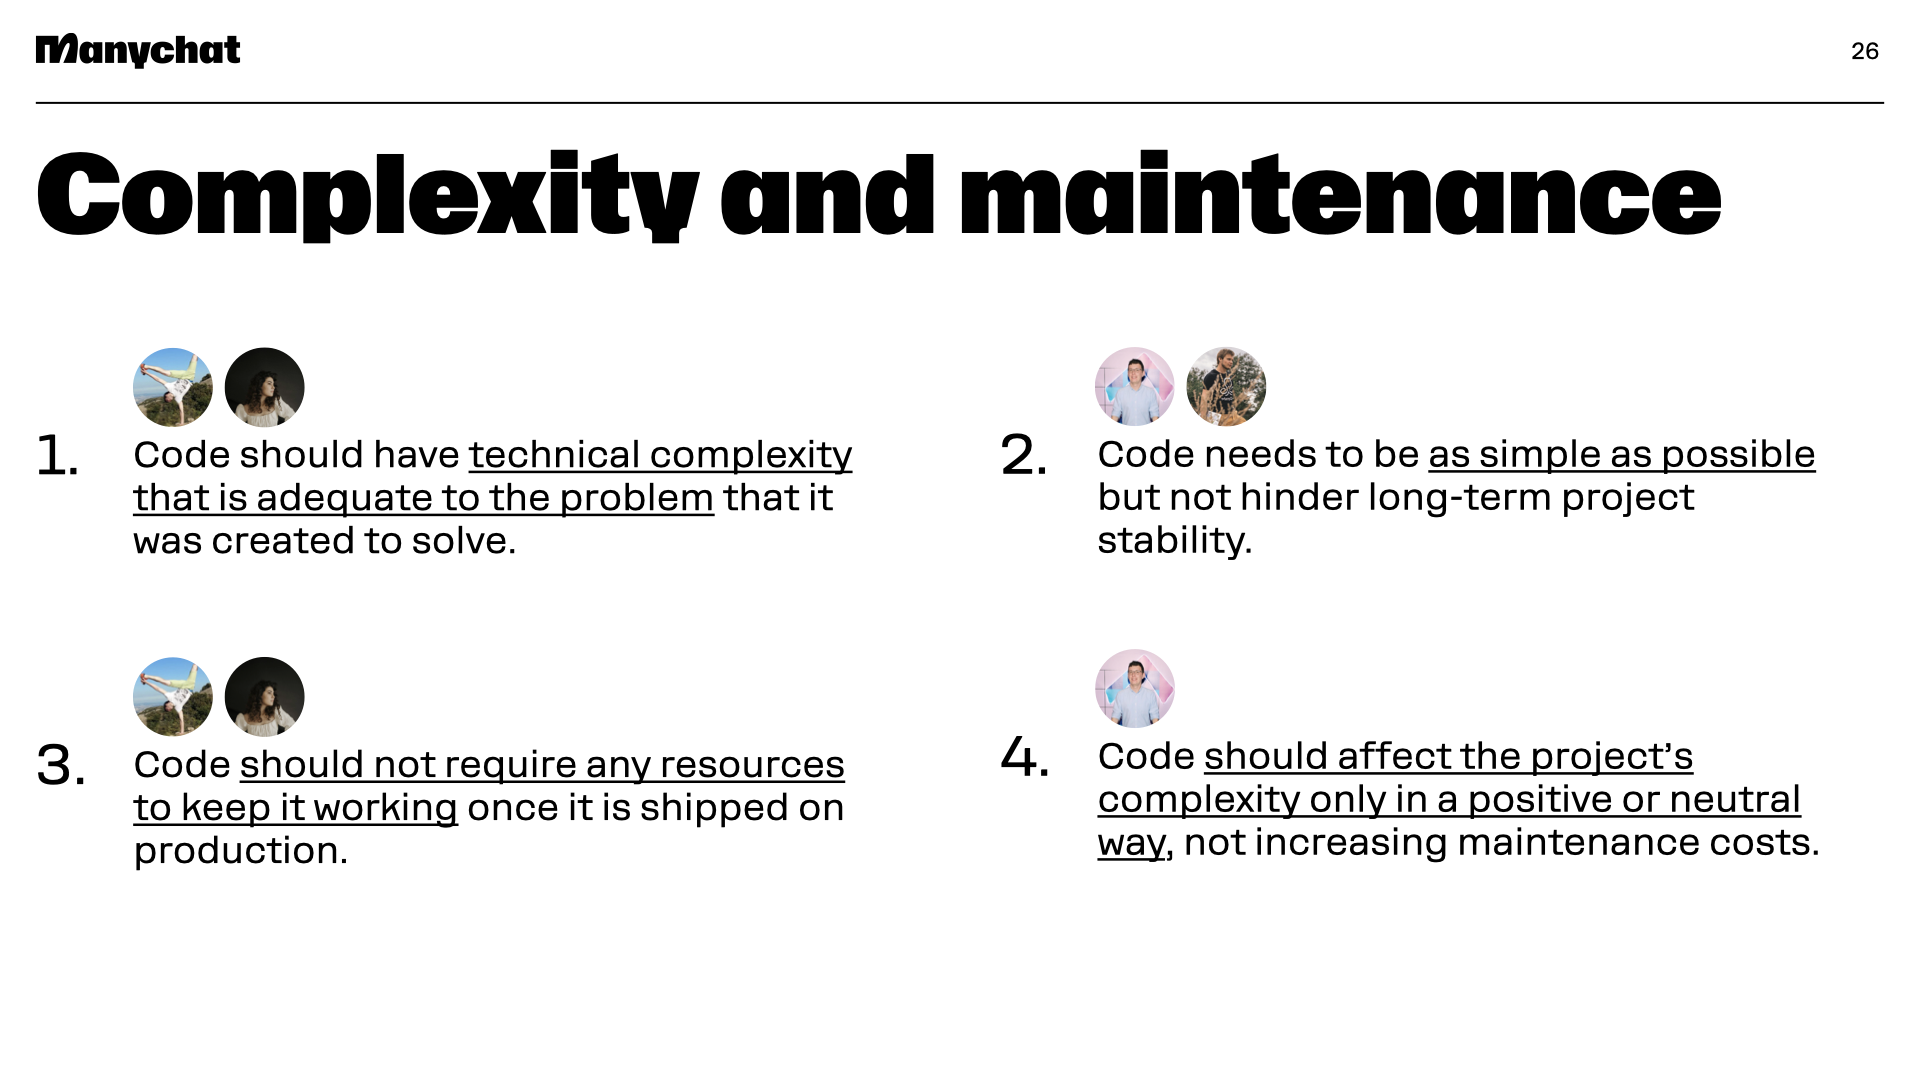 Manychat
26
Complexity and maintenance
1.
Code should have technical complexity
that is adequate to the problem that it
was created to solve.
2.
Code needs to be as simple as possible
but not hinder long-term project
stability.
3.
Code should not require any resources
to keep it working once it is shipped on
production.
4.
Code should affect the project’s
complexity only in a positive or neutral
way, not increasing maintenance costs.